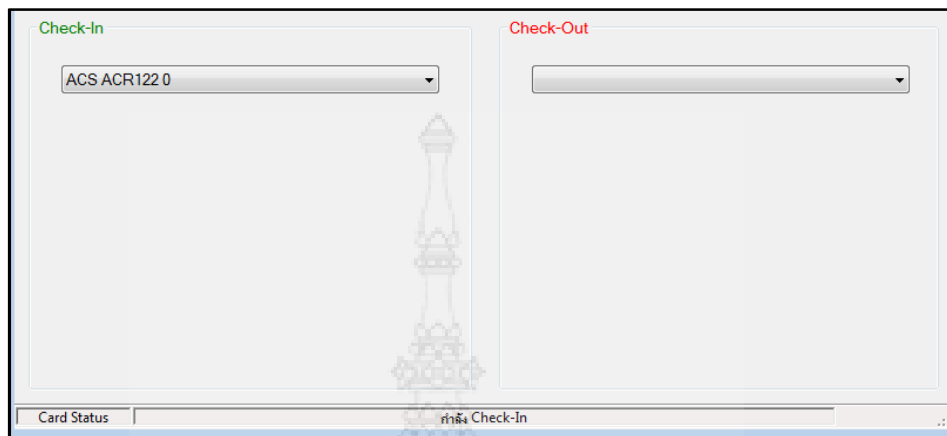 Check-In
Check-Out
ACS ACR122 0
Card Status
กำลัง Check-In